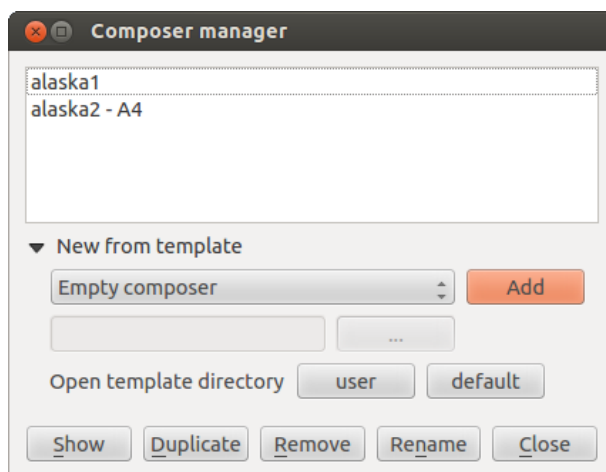 Composer manager
alaska1
alaska2 - A4
New from template
Empty composer Add
...
Open template directory user default
Show Duplicate Remove Rename Close